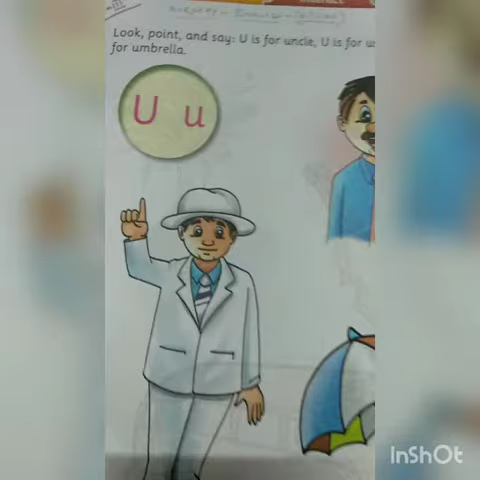 Look, point, and say: U is for uncle, U is for
for umbrella.
U u
InShOt